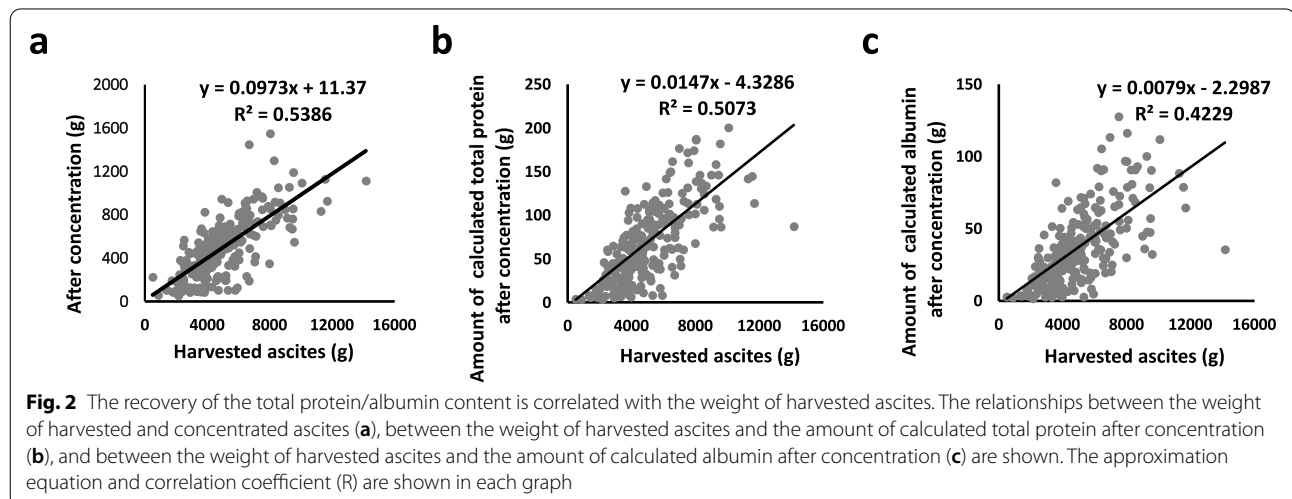 a
b
c
y = 0.0973x + 11.37
R² = 0.5386
2000
1600
1200
800
400
0
After concentration (g)
0 4000 8000 12000 16000
Harvested ascites (g)
y = 0.0147x - 4.3286
R² = 0.5073
250
200
150
100
50
0
Amount of calculated total protein
after concentration (g)
0 4000 8000 12000 16000
Harvested ascites (g)
y = 0.0079x - 2.2987
R² = 0.4229
150
100
50
0
Amount of calculated albumin
after concentration (g)
0 4000 8000 12000 16000
Harvested ascites (g)
Fig. 2 The recovery of the total protein/albumin content is correlated with the weight of harvested ascites. The relationships between the weight
of harvested and concentrated ascites (a), between the weight of harvested ascites and the amount of calculated total protein after concentration
(b), and between the weight of harvested ascites and the amount of calculated albumin after concentration (c) are shown. The approximation
equation and correlation coefficient (R) are shown in each graph